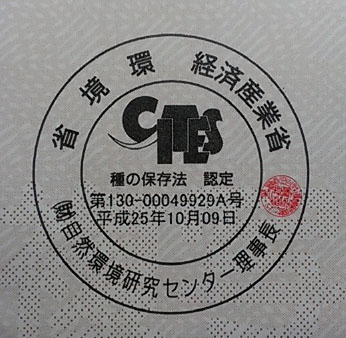 省境環 経済産業省
CITES
種の保存法 認定
第130-00049929A号
平成25年10月09日
財自然環境研究センター理事長